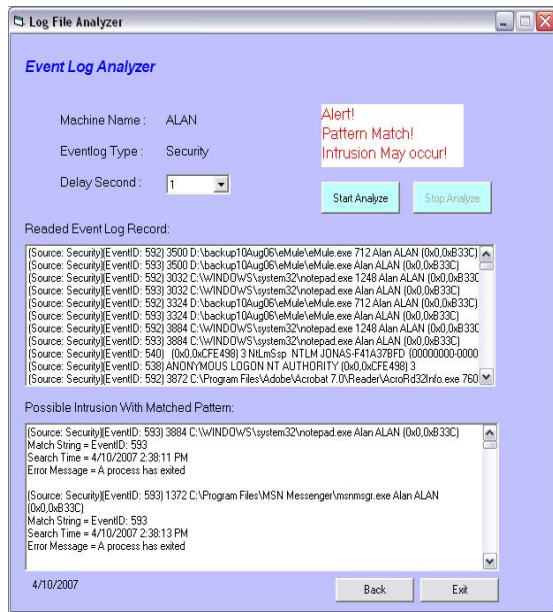 Log File Analyzer
Event Log Analyzer
Machine Name : ALAN
Eventlog Type : Security
Delay Second : 1
Alert!
Pattern Match!
Intrusion May occur!
Start Analyze
Stop Analyze
Readed Event Log Record:
(Source: Security)(EventID: 592) 3500 D:\backup10Aug06\eMule\eMule.exe 712 Alan ALAN (0x0,0xB33C)
(Source: Security)(EventID: 593) 3500 D:\backup10Aug06\eMule\eMule.exe Alan ALAN (0x0,0xB33C)
(Source: Security)(EventID: 592) 3032 C:\WINDOWS\system32\notepad.exe 1248 Alan ALAN (0x0,0xB33C
(Source: Security)(EventID: 593) 3032 C:\WINDOWS\system32\notepad.exe Alan ALAN (0x0,0xB33C)
(Source: Security)(EventID: 592) 3324 D:\backup10Aug06\eMule\eMule.exe 712 Alan ALAN (0x0,0xB33C)
(Source: Security)(EventID: 593) 3324 D:\backup10Aug06\eMule\eMule.exe Alan ALAN (0x0,0xB33C)
(Source: Security)(EventID: 592) 3884 C:\WINDOWS\system32\notepad.exe 1248 Alan ALAN (0x0,0xB33C
(Source: Security)(EventID: 593) 3884 C:\WINDOWS\system32\notepad.exe Alan ALAN (0x0,0xB33C)
(Source: Security)(EventID: 540) (0x0,0xCFE498) 3 NtLmSsp NTLM JONAS-F41A37BFD {00000000-0000
(Source: Security)(EventID: 538) ANONYMOUS LOGON NT AUTHORITY (0x0,0xCFE498) 3
(Source: Security)(EventID: 592) 3872 C:\Program Files\Adobe\Acrobat 7.0\Reader\AcroRd32Info.exe 760
Possible Intrusion With Matched Pattern:
(Source: Security)(EventID: 593) 3884 C:\WINDOWS\system32\notepad.exe Alan ALAN (0x0,0xB33C)
Match String = EventID: 593
Search Time = 4/10/2007 2:38:11 PM
Error Message = A process has exited
(Source: Security)(EventID: 593) 1372 C:\Program Files\MSN Messenger\msnmsgr.exe Alan ALAN
(0x0,0xB33C)
Match String = EventID: 593
Search Time = 4/10/2007 2:38:13 PM
Error Message = A process has exited
4/10/2007
Back
Exit